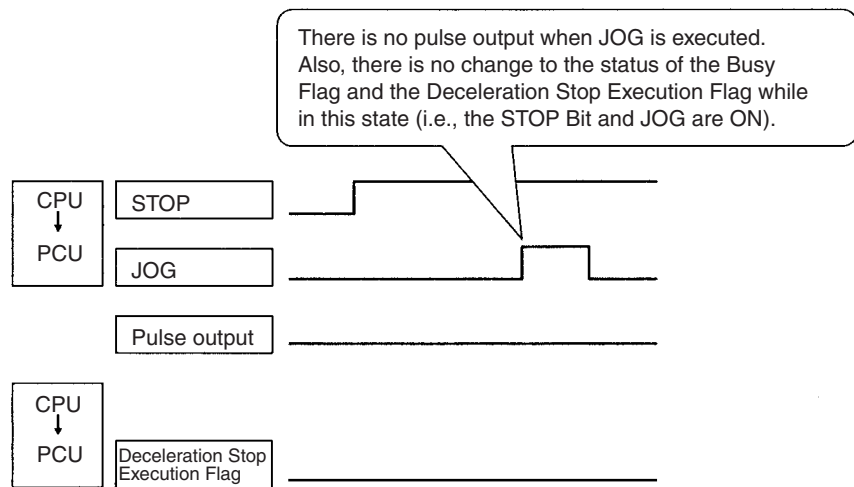 There is no pulse output when JOG is executed.
Also, there is no change to the status of the Busy
Flag and the Deceleration Stop Execution Flag while
in this state (i.e., the STOP Bit and JOG are ON).
CPU
STOP
PCU
JOG
Pulse output
CPU
PCU
Deceleration Stop
Execution Flag